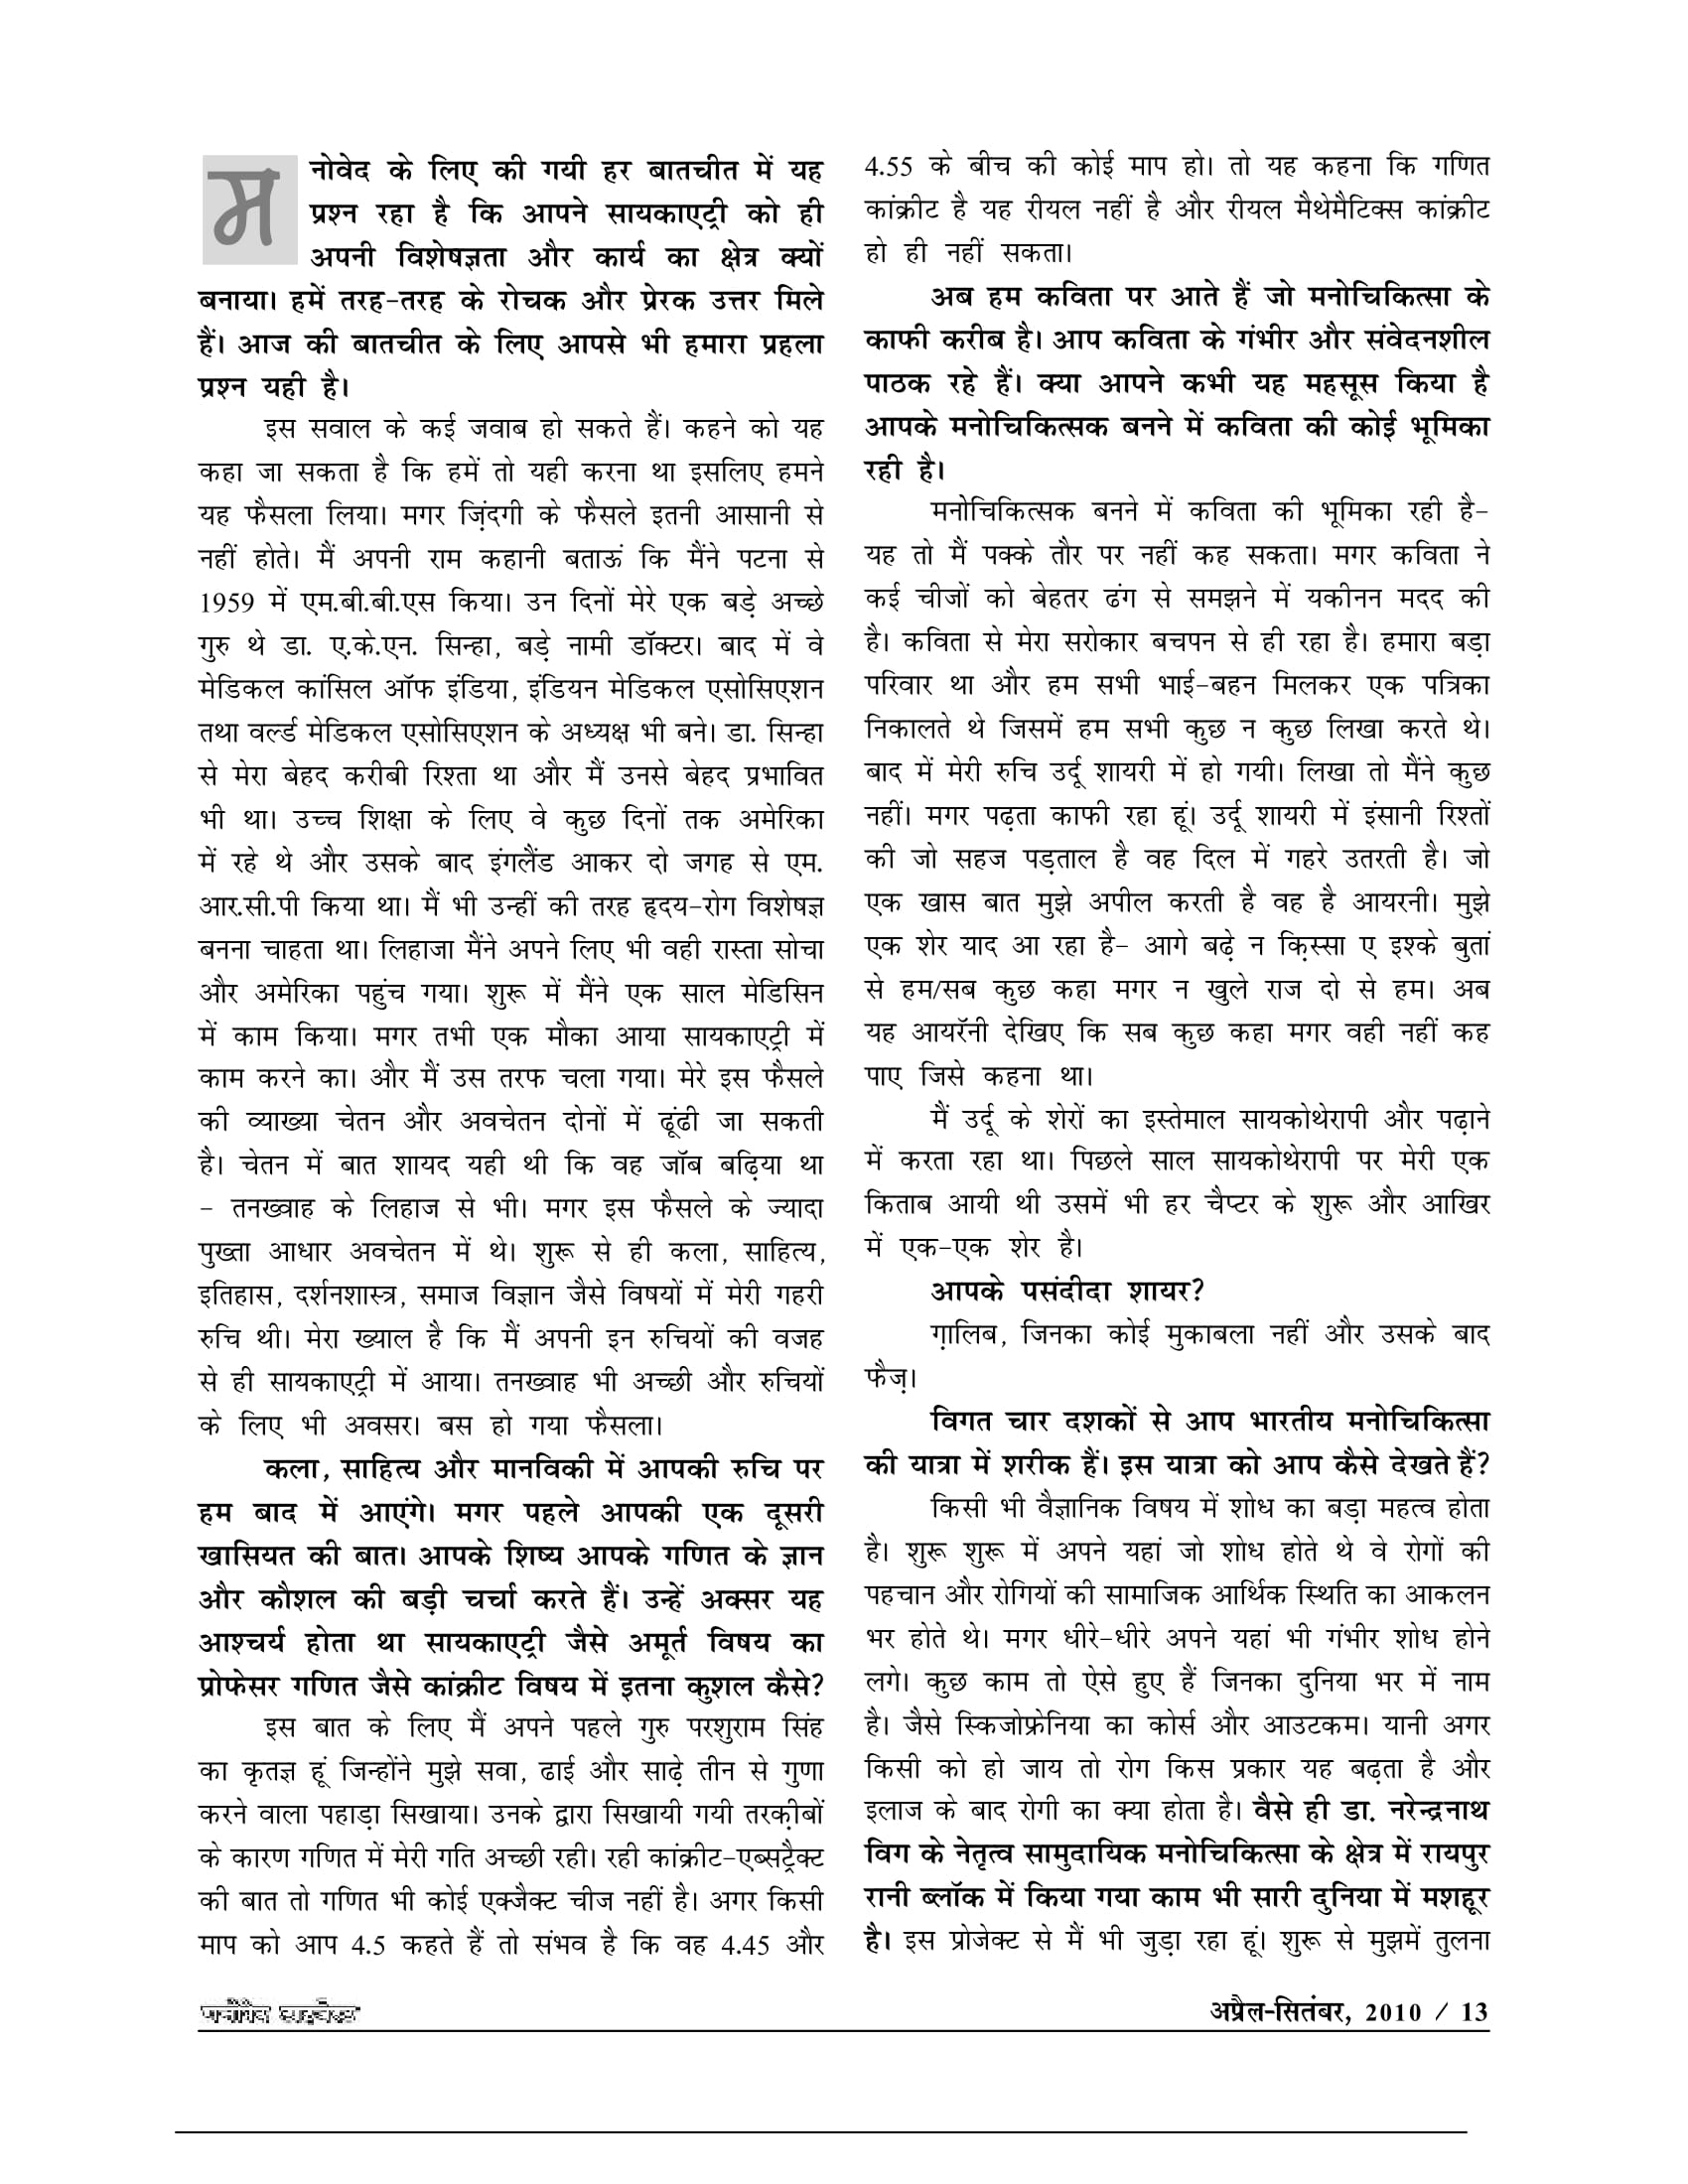 मनोवेद के लिए की गयी हर बातचीत में यह
प्रश्न रहा है कि आपने सायकाएट्री को ही
अपनी विशेषज्ञता और कार्य का क्षेत्र क्यों
बनाया। हमें तरह-तरह के रोचक और प्रेरक उत्तर मिले
हैं। आज की बातचीत के लिए आपसे भी हमारा प्रहला
प्रश्न यही है।
इस सवाल के कई जवाब हो सकते हैं। कहने को यह
कहा जा सकता है कि हमें तो यही करना था इसलिए हमने
यह फैसला लिया। मगर ज़िंदगी के फैसले इतनी आसानी से
नहीं होते। मैं अपनी राम कहानी बताऊं कि मैंने पटना से
1959 में एम.बी.बी.एस किया। उन दिनों मेरे एक बड़े अच्छे
गुरु थे डा. ए.के.एन. सिन्हा, बड़े नामी डॉक्टर। बाद में वे
मेडिकल कांसिल ऑफ इंडिया, इंडियन मेडिकल एसोसिएशन
तथा वर्ल्ड मेडिकल एसोसिएशन के अध्यक्ष भी बने। डा. सिन्हा
से मेरा बेहद करीबी रिश्ता था और मैं उनसे बेहद प्रभावित
भी था। उच्च शिक्षा के लिए वे कुछ दिनों तक अमेरिका
में रहे थे और उसके बाद इंगलैंड आकर दो जगह से एम.
आर.सी.पी किया था। मैं भी उन्हीं की तरह हृदय-रोग विशेषज्ञ
बनना चाहता था। लिहाजा मैंने अपने लिए भी वही रास्ता सोचा
और अमेरिका पहुंच गया। शुरू में मैंने एक साल मेडिसिन
में काम किया। मगर तभी एक मौका आया सायकाएट्री में
काम करने का। और मैं उस तरफ चला गया। मेरे इस फैसले
की व्याख्या चेतन और अवचेतन दोनों में ढूंढी जा सकती
है। चेतन में बात शायद यही थी कि वह जॉब बढ़िया था
- तनख्वाह के लिहाज से भी। मगर इस फैसले के ज्यादा
पुख्ता आधार अवचेतन में थे। शुरू से ही कला, साहित्य,
इतिहास, दर्शनशास्त्र, समाज विज्ञान जैसे विषयों में मेरी गहरी
रुचि थी। मेरा ख्याल है कि मैं अपनी इन रुचियों की वजह
से ही सायकाएट्री में आया। तनख्वाह भी अच्छी और रुचियों
के लिए भी अवसर। बस हो गया फैसला।
कला, साहित्य और मानविकी में आपकी रुचि पर
हम बाद में आएंगे। मगर पहले आपकी एक दूसरी
खासियत की बात। आपके शिष्य आपके गणित के ज्ञान
और कौशल की बड़ी चर्चा करते हैं। उन्हें अक्सर यह
आश्चर्य होता था सायकाएट्री जैसे अमूर्त विषय का
प्रोफेसर गणित जैसे कांक्रीट विषय में इतना कुशल कैसे?
इस बात के लिए मैं अपने पहले गुरु परशुराम सिंह
का कृतज्ञ हूं जिन्होंने मुझे सवा, ढाई और साढ़े तीन से गुणा
करने वाला पहाड़ा सिखाया। उनके द्वारा सिखायी गयी तरक़ीबों
के कारण गणित में मेरी गति अच्छी रही। रही कांक्रीट-एब्सट्रैक्ट
की बात तो गणित भी कोई एक्जैक्ट चीज नहीं है। अगर किसी
माप को आप 4.5 कहते हैं तो संभव है कि वह 4.45 और
4.55 के बीच की कोई माप हो। तो यह कहना कि गणित
कांक्रीट है यह रीयल नहीं है और रीयल मैथेमैटिक्स कांक्रीट
हो ही नहीं सकता।
अब हम कविता पर आते हैं जो मनोचिकित्सा के
काफी करीब है। आप कविता के गंभीर और संवेदनशील
पाठक रहे हैं। क्या आपने कभी यह महसूस किया है
आपके मनोचिकित्सक बनने में कविता की कोई भूमिका
रही है।
मनोचिकित्सक बनने में कविता की भूमिका रही है-
यह तो मैं पक्के तौर पर नहीं कह सकता। मगर कविता ने
कई चीजों को बेहतर ढंग से समझने में यकीनन मदद की
है। कविता से मेरा सरोकार बचपन से ही रहा है। हमारा बड़ा
परिवार था और हम सभी भाई-बहन मिलकर एक पत्रिका
निकालते थे जिसमें हम सभी कुछ न कुछ लिखा करते थे।
बाद में मेरी रुचि उर्दू शायरी में हो गयी। लिखा तो मैंने कुछ
नहीं। मगर पढ़ता काफी रहा हूं। उर्दू शायरी में इंसानी रिश्तों
की जो सहज पड़ताल है वह दिल में गहरे उतरती है। जो
एक खास बात मुझे अपील करती है वह है आयरनी। मुझे
एक शेर याद आ रहा है- आगे बढ़े न क़िस्सा ए इश्के बुतां
से हम/सब कुछ कहा मगर न खुले राज दो से हम। अब
यह आयरॅनी देखिए कि सब कुछ कहा मगर वही नहीं कह
पाए जिसे कहना था।
मैं उर्दू के शेरों का इस्तेमाल सायकोथेरापी और पढ़ाने
में करता रहा था। पिछले साल सायकोथेरापी पर मेरी एक
किताब आयी थी उसमें भी हर चैप्टर के शुरू और आखिर
में एक-एक शेर है।
आपके पसंदीदा शायर?
ग़ालिब, जिनका कोई मुकाबला नहीं और उसके बाद
फैज़।
विगत चार दशकों से आप भारतीय मनोचिकित्सा
की यात्रा में शरीक हैं। इस यात्रा को आप कैसे देखते हैं?
किसी भी वैज्ञानिक विषय में शोध का बड़ा महत्व होता
है। शुरू शुरू में अपने यहां जो शोध होते थे वे रोगों की
पहचान और रोगियों की सामाजिक आर्थिक स्थिति का आकलन
भर होते थे। मगर धीरे-धीरे अपने यहां भी गंभीर शोध होने
लगे। कुछ काम तो ऐसे हुए हैं जिनका दुनिया भर में नाम
है। जैसे स्किजोफ्रेनिया का कोर्स और आउटकम। यानी अगर
किसी को हो जाय तो रोग किस प्रकार यह बढ़ता है और
इलाज के बाद रोगी का क्या होता है। वैसे ही डा. नरेन्द्रनाथ
विग के नेतृत्व सामुदायिक मनोचिकित्सा के क्षेत्र में रायपुर
रानी ब्लॉक में किया गया काम भी सारी दुनिया में मशहूर
है। इस प्रोजेक्ट से मैं भी जुड़ा रहा हूं। शुरू से मुझमें तुलना
अप्रैल-सितंबर, 2010 / 13